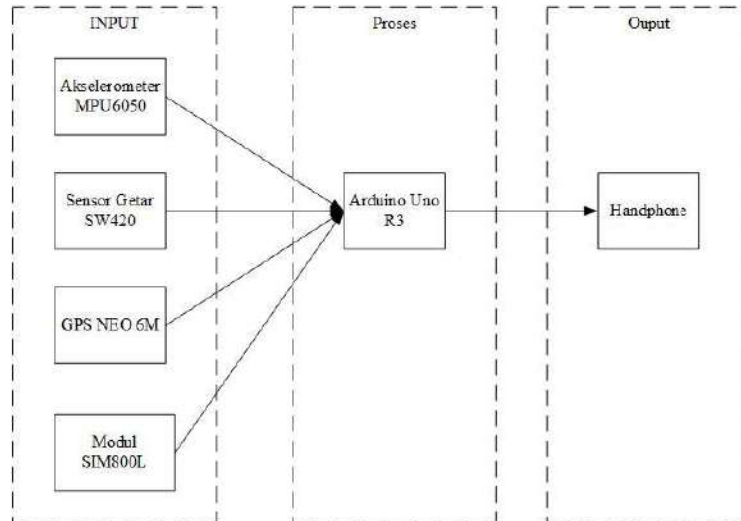 INPUT
Proses
Ouput
Akselerometer
MPU6050
Sensor Getar
SW420
Arduino Uno
R3
Handphone
GPS NEO 6M
Modul
SIM800L